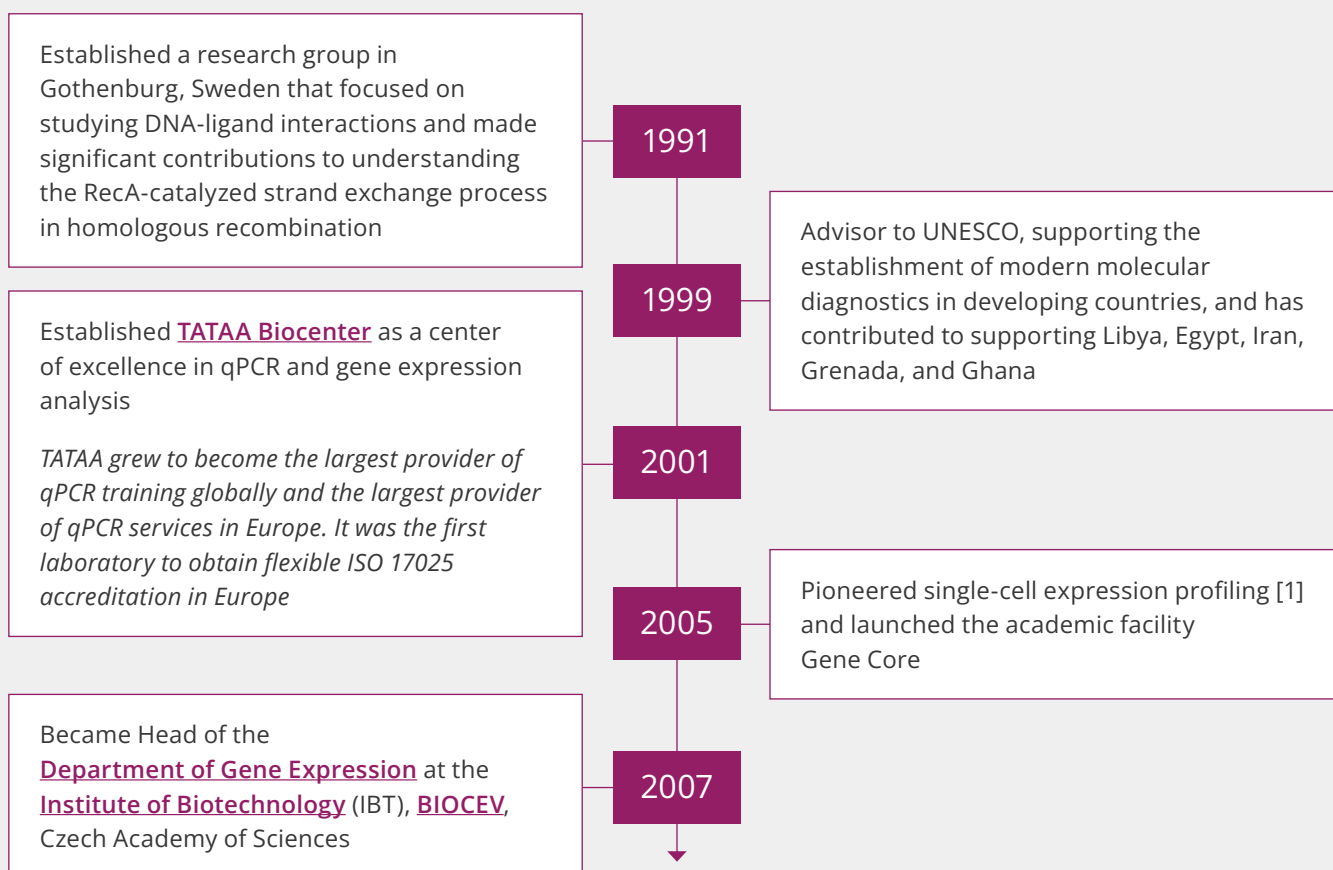 Established a research group in
Gothenburg, Sweden that focused on
studying DNA-ligand interactions and made
significant contributions to understanding
the RecA-catalyzed strand exchange process
in homologous recombination
1991
1999
Advisor to UNESCO, supporting the
establishment of modern molecular
diagnostics in developing countries, and has
contributed to supporting Libya, Egypt, Iran,
Grenada, and Ghana
Established TATAA Biocenter as a center
of excellence in qPCR and gene expression
analysis
TATAA grew to become the largest provider of
qPCR training globally and the largest provider
of qPCR services in Europe. It was the first
laboratory to obtain flexible ISO 17025
accreditation in Europe
2001
2005
Pioneered single-cell expression profiling [1]
and launched the academic facility
Gene Core
Became Head of the
Department of Gene Expression at the
Institute of Biotechnology (IBT), BIOCEV,
Czech Academy of Sciences
2007